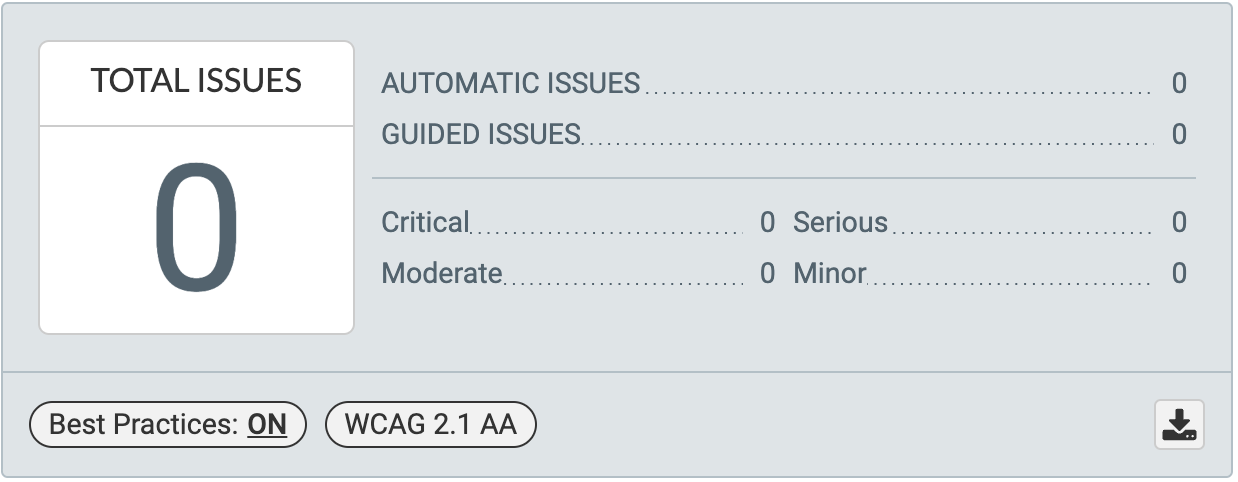 TOTAL ISSUES
0
AUTOMATIC ISSUES 0
GUIDED ISSUES 0
Critical 0 Serious 0
Moderate 0 Minor 0
Best Practices: ON WCAG 2.1 AA